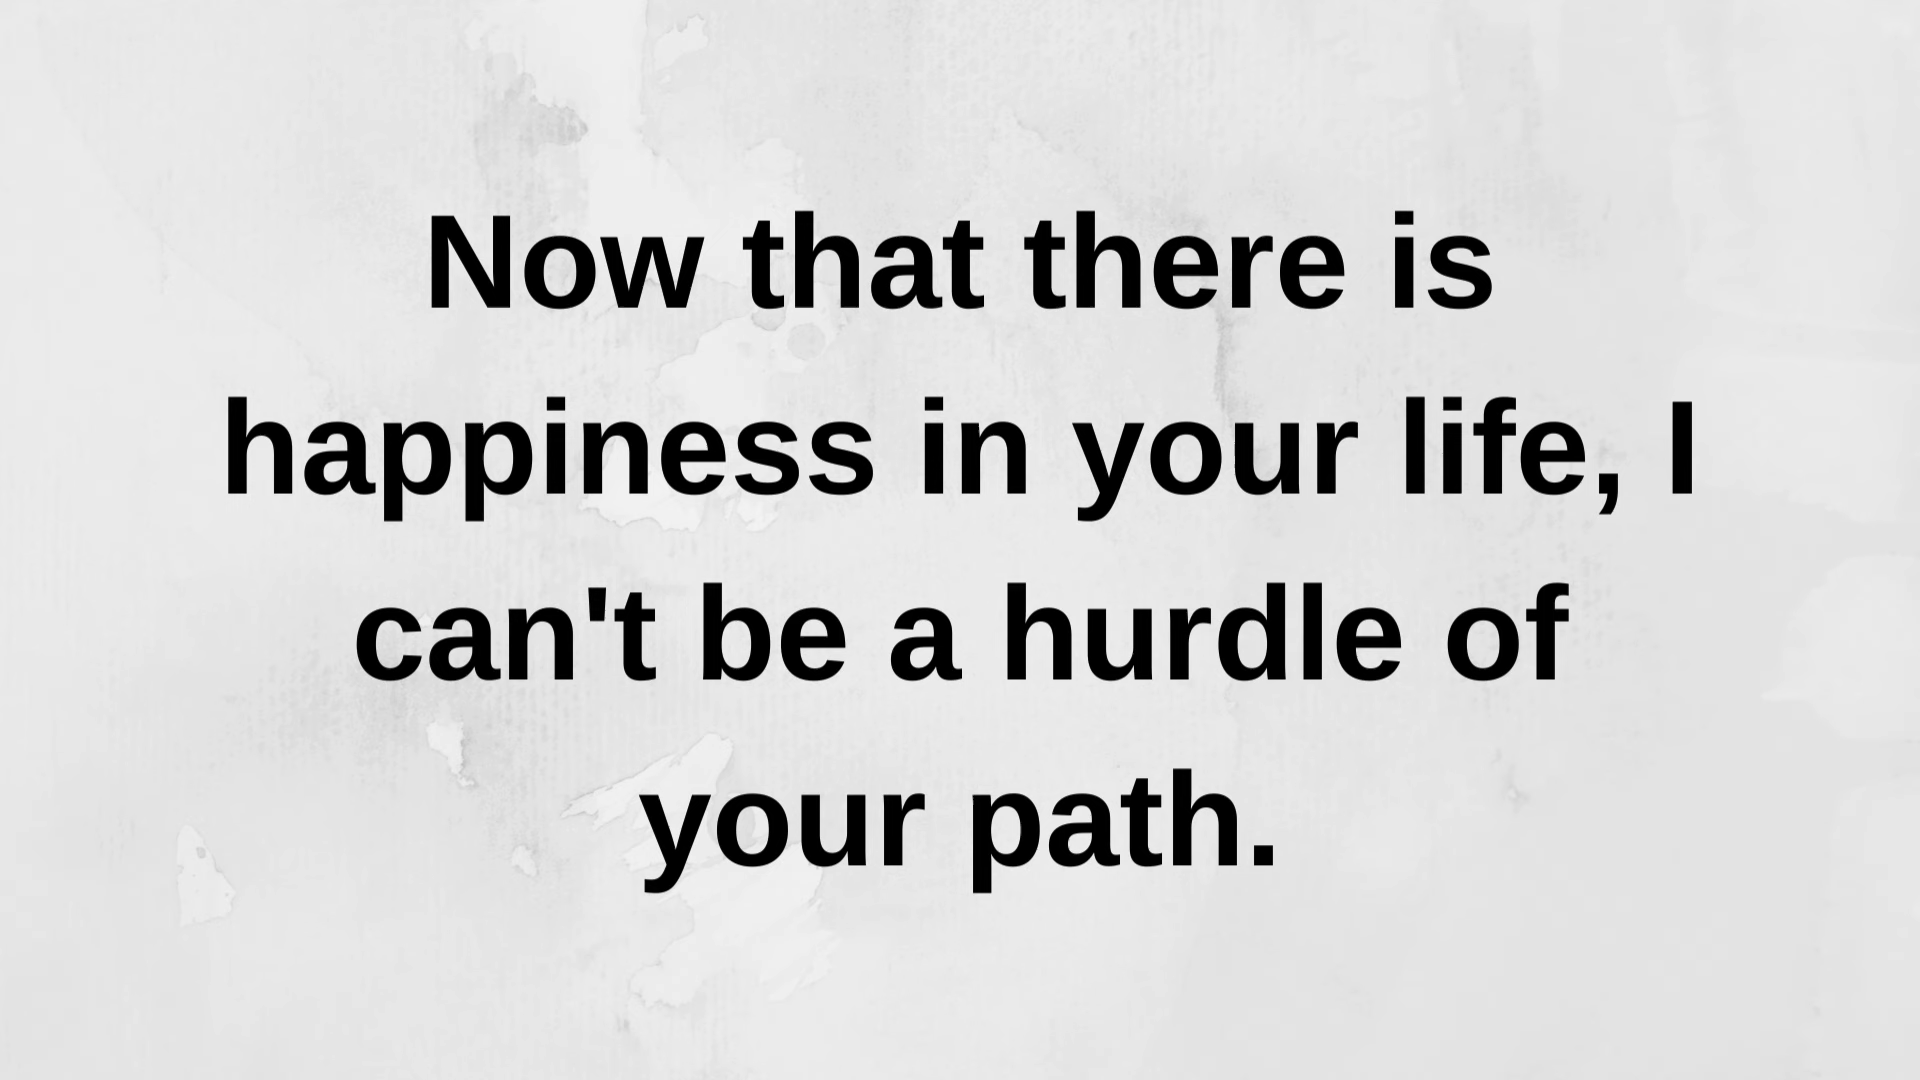 Now that there is
happiness in your life, I
can't be a hurdle of
your path.